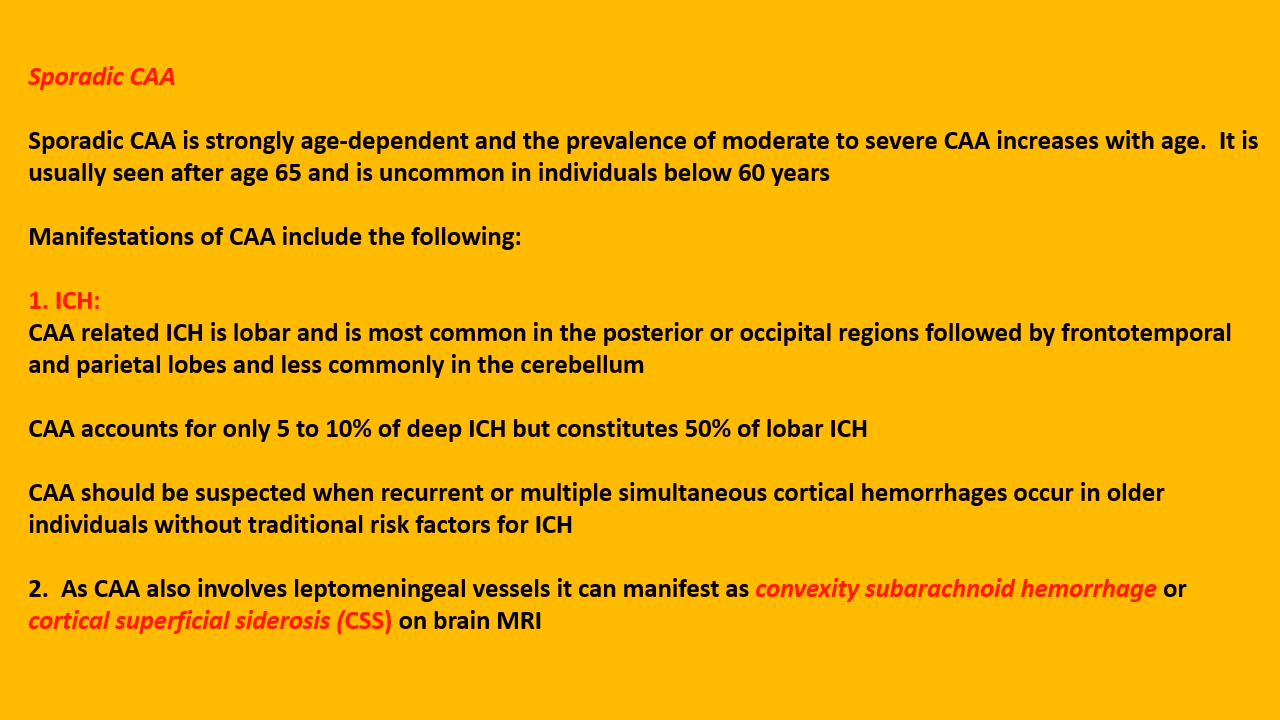 Sporadic CAA
Sporadic CAA is strongly age-dependent and the prevalence of moderate to severe CAA increases with age.  It is
usually seen after age 65 and is uncommon in individuals below 60 years
Manifestations of CAA include the following:
1. ICH:
CAA related ICH is lobar and is most common in the posterior or occipital regions followed by frontotemporal
and parietal lobes and less commonly in the cerebellum
CAA accounts for only 5 to 10% of deep ICH but constitutes 50% of lobar ICH
CAA should be suspected when recurrent or multiple simultaneous cortical hemorrhages occur in older
individuals without traditional risk factors for ICH
2.  As CAA also involves leptomeningeal vessels it can manifest as convexity subarachnoid hemorrhage or
cortical superficial siderosis (CSS) on brain MRI